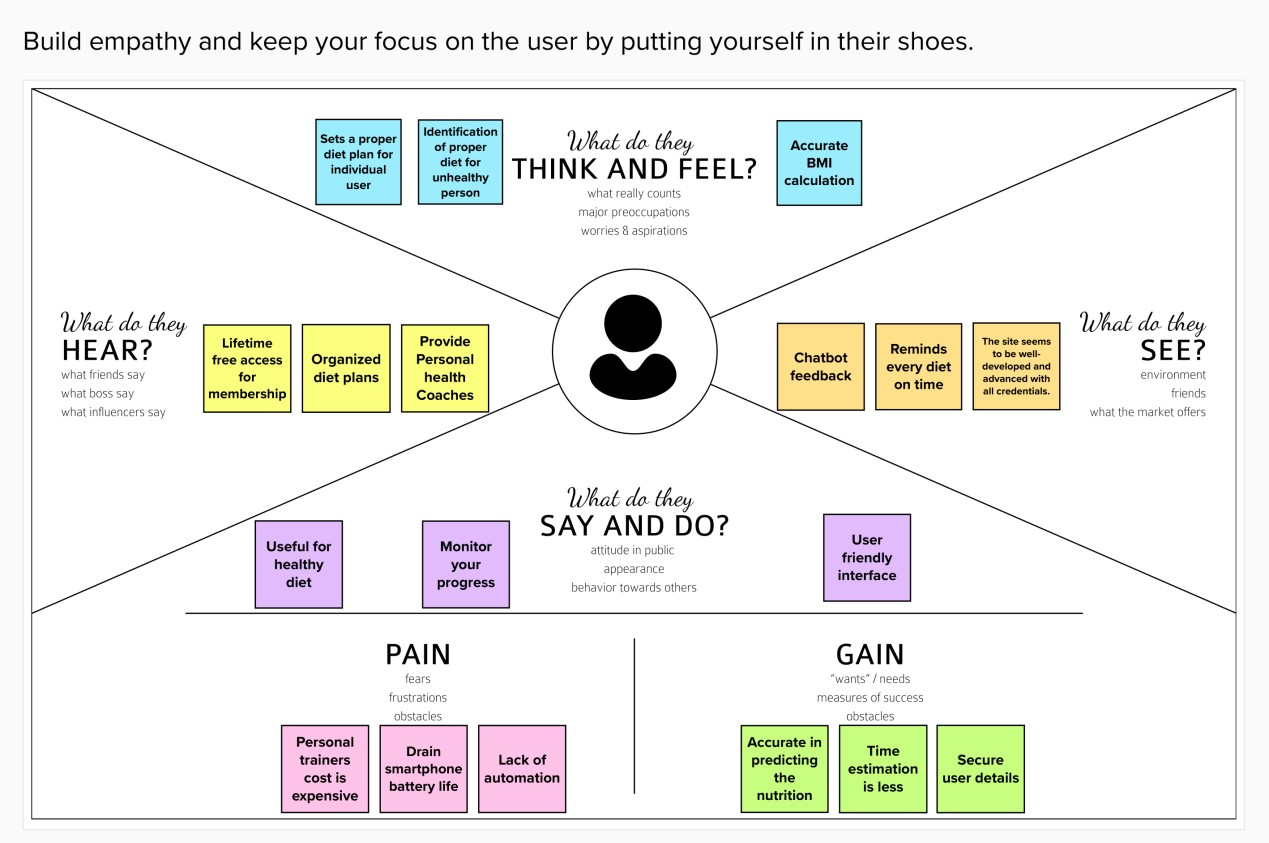 Build empathy and keep your focus on the user by putting yourself in their shoes.
Sets a proper
diet plan for
individual
user
Identification
of proper
diet for
unhealthy
person
What do they
THINK AND FEEL?
what really counts
major preoccupations
worries & aspirations
Accurate
BMI
calculation
What do they
HEAR?
what friends say
what boss say
what influencers say
Lifetime
free access
for
membership
Organized
diet plans
Provide
Personal
health
Coaches
Chatbot
feedback
Reminds
every diet
on time
The site seems
to be well-
developed and
advanced with
all credentials.
What do they
SEE?
environment
friends
what the market offers
What do they
SAY AND DO?
attitude in public
appearance
behavior towards others
Useful for
healthy
diet
Monitor
your
progress
User
friendly
interface
PAIN
fears
frustrations
obstacles
Personal
trainers
cost is
expensive
Drain
smartphone
battery life
Lack of
automation
GAIN
“wants” / needs
measures of success
obstacles
Accurate in
predicting
the
nutrition
Time
estimation
is less
Secure
user details